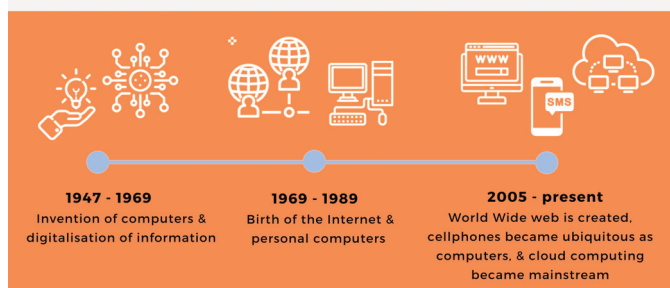 WWW
SMS
1947 - 1969
Invention of computers &
digitalisation of information
1969 - 1989
Birth of the Internet &
personal computers
2005 - present
World Wide web is created,
cellphones became ubiquitous as
computers, & cloud computing
became mainstream